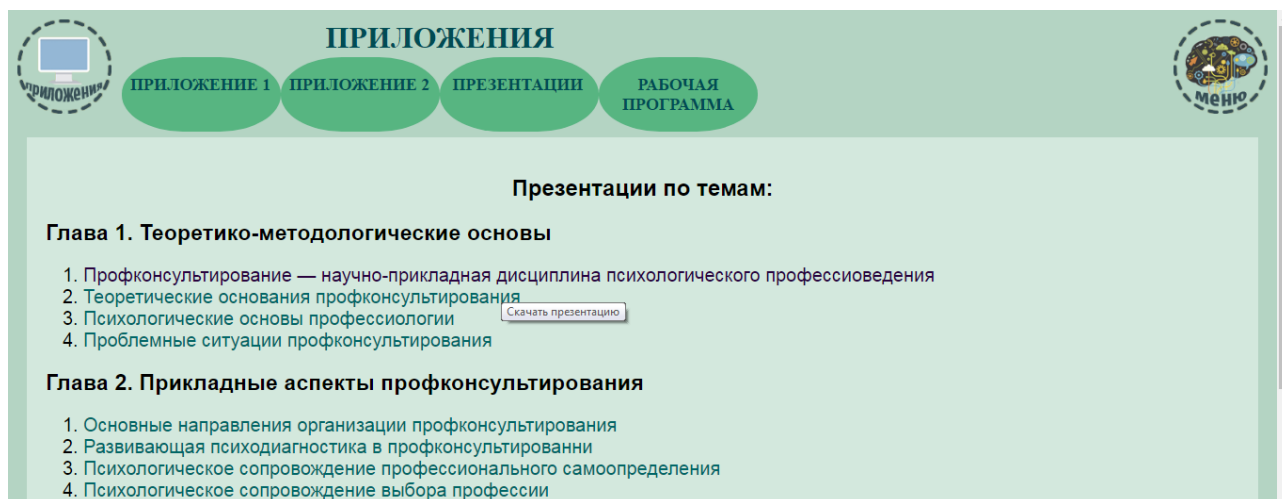 ПРИЛОЖЕНИЯ
приложения
ПРИЛОЖЕНИЕ 1
ПРИЛОЖЕНИЕ 2
ПРЕЗЕНТАЦИИ
РАБОЧАЯ
ПРОГРАММА
меню
Презентации по темам:
Глава 1. Теоретико-методологические основы
1. Профконсультирование — научно-прикладная дисциплина психологического профессиоведения
2. Теоретические основания профконсультирования
Скачать презентацию
3. Психологические основы профессиологии
4. Проблемные ситуации профконсультирования
Глава 2. Прикладные аспекты профконсультирования
1. Основные направления организации профконсультирования
2. Развивающая психодиагностика в профконсультированни
3. Психологическое сопровождение профессионального самоопределения
4. Психологическое сопровождение выбора профессии